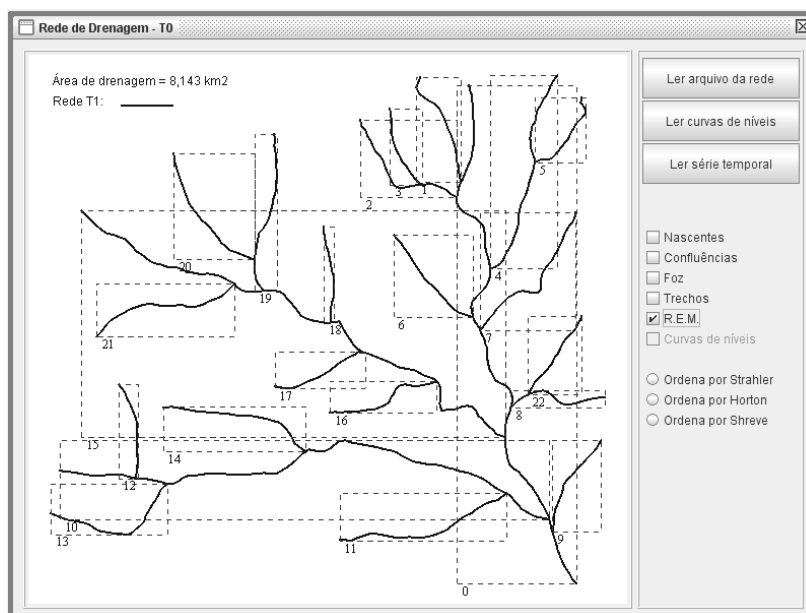 Rede de Drenagem - T0
Área de drenagem = 8,143 km2
Rede T1:
Ler arquivo da rede
Ler curvas de níveis
Ler série temporal
Nascentes
Confluências
Foz
Trechos
R.E.M.
Curvas de níveis
Ordena por Strahler
Ordena por Horton
Ordena por Shreve
5
3
1
2
20
4
19
18
6
7
21
17
22
16
8
15
14
12
10
13
11
9
0